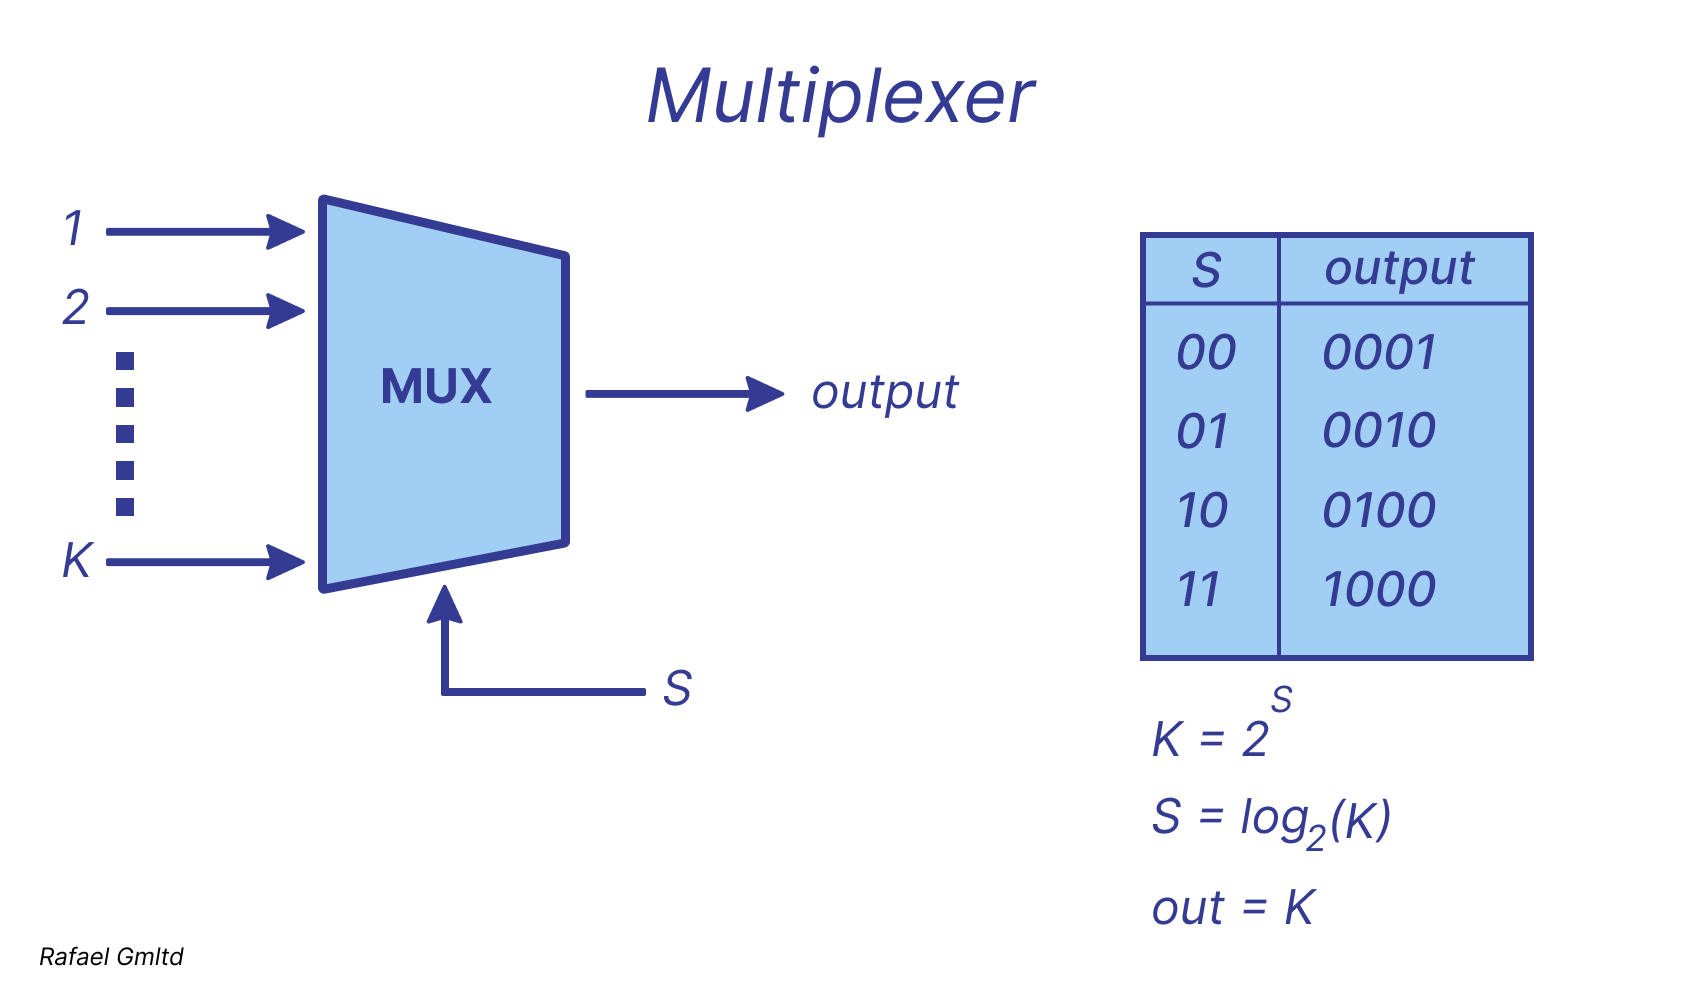 Multiplexer
1
2
K
MUX
output
S
S output
00 0001
01 0010
10 0100
11 1000
K = 2^S
S = log_2(K)
out = K
Rafael Gmltd